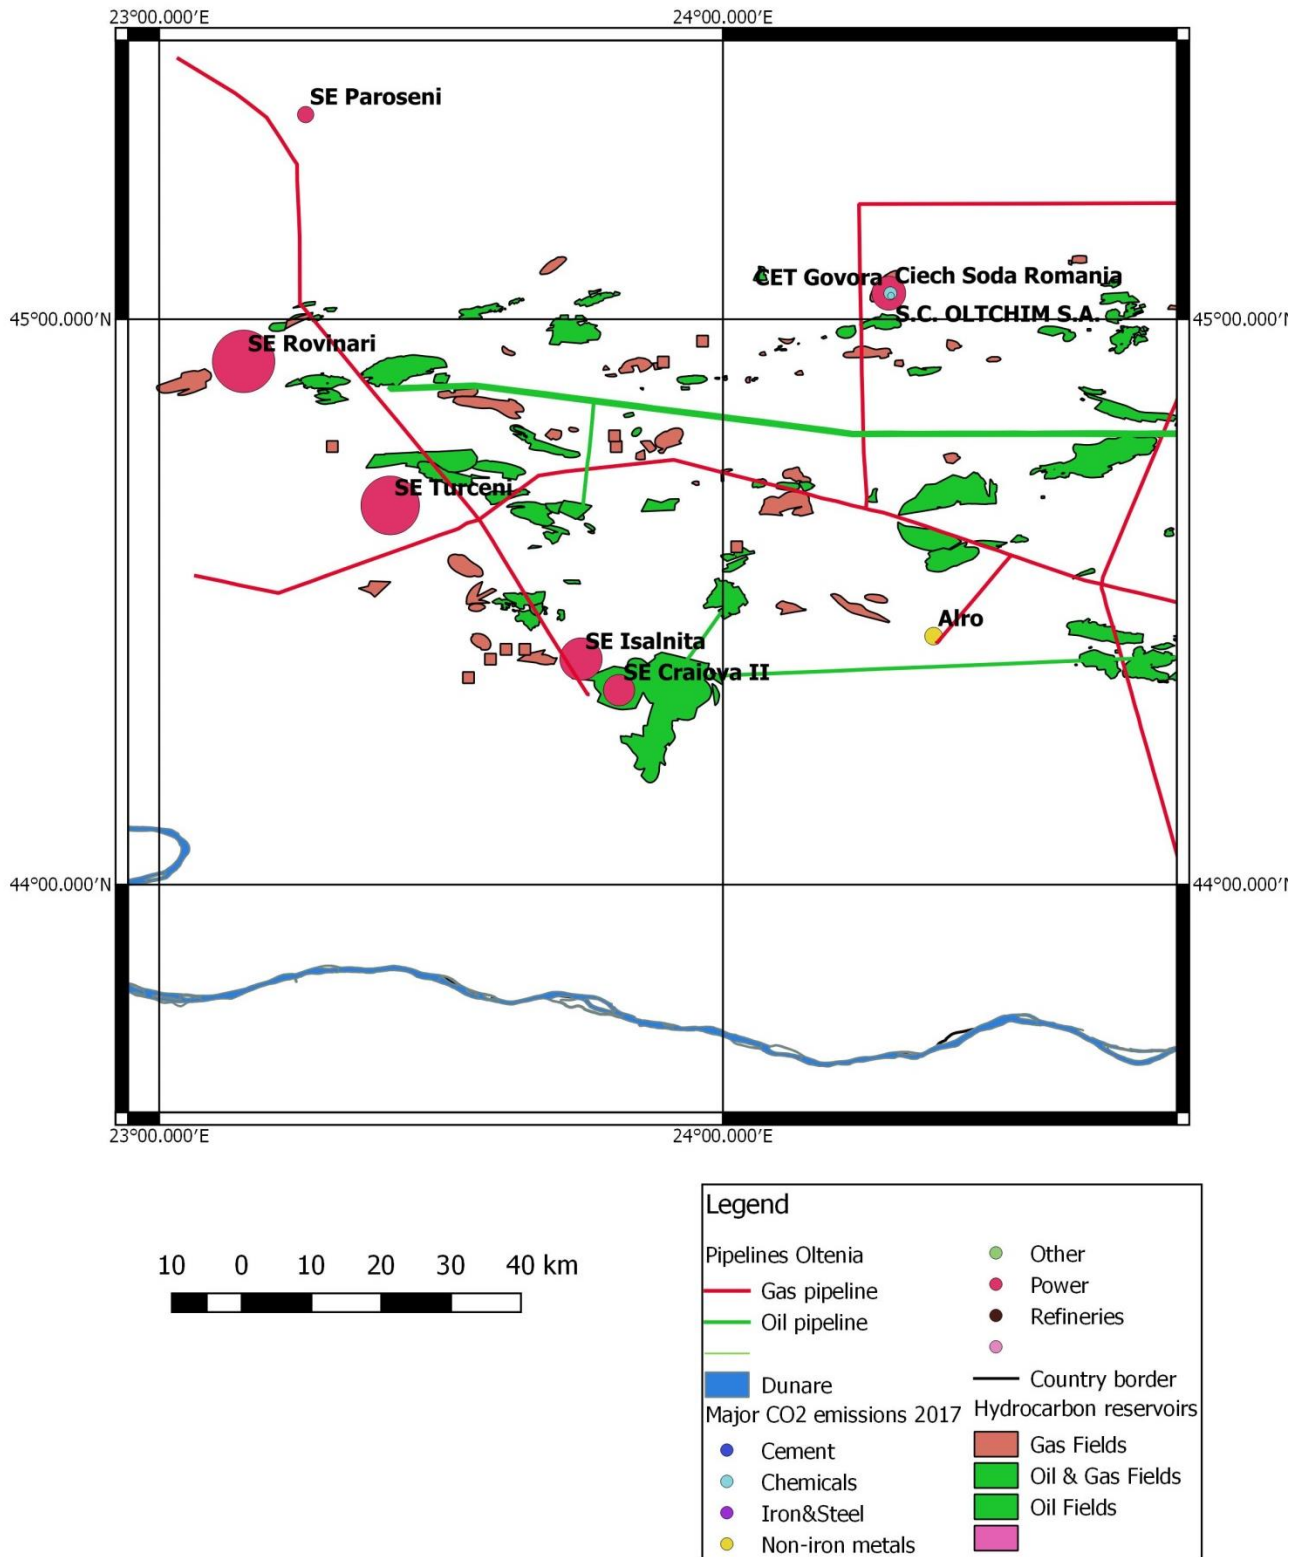 23°00.000'E 24°00.000'E
SE Paroseni
CET Govora Ciech Soda Romania
S.C. OLTCHIM S.A.
45°00.000'N 45°00.000'N
SE Rovinari
SE Turceni
Alro
SE Isalnita
SE Craiova II
44°00.000'N 44°00.000'N
23°00.000'E 24°00.000'E
10 0 10 20 30 40 km
Legend
Pipelines Oltenia
Gas pipeline
Oil pipeline
Dunare
Major CO2 emissions 2017
Cement
Chemicals
Iron&Steel
Non-iron metals
Other
Power
Refineries
Country border
Hydrocarbon reservoirs
Gas Fields
Oil & Gas Fields
Oil Fields